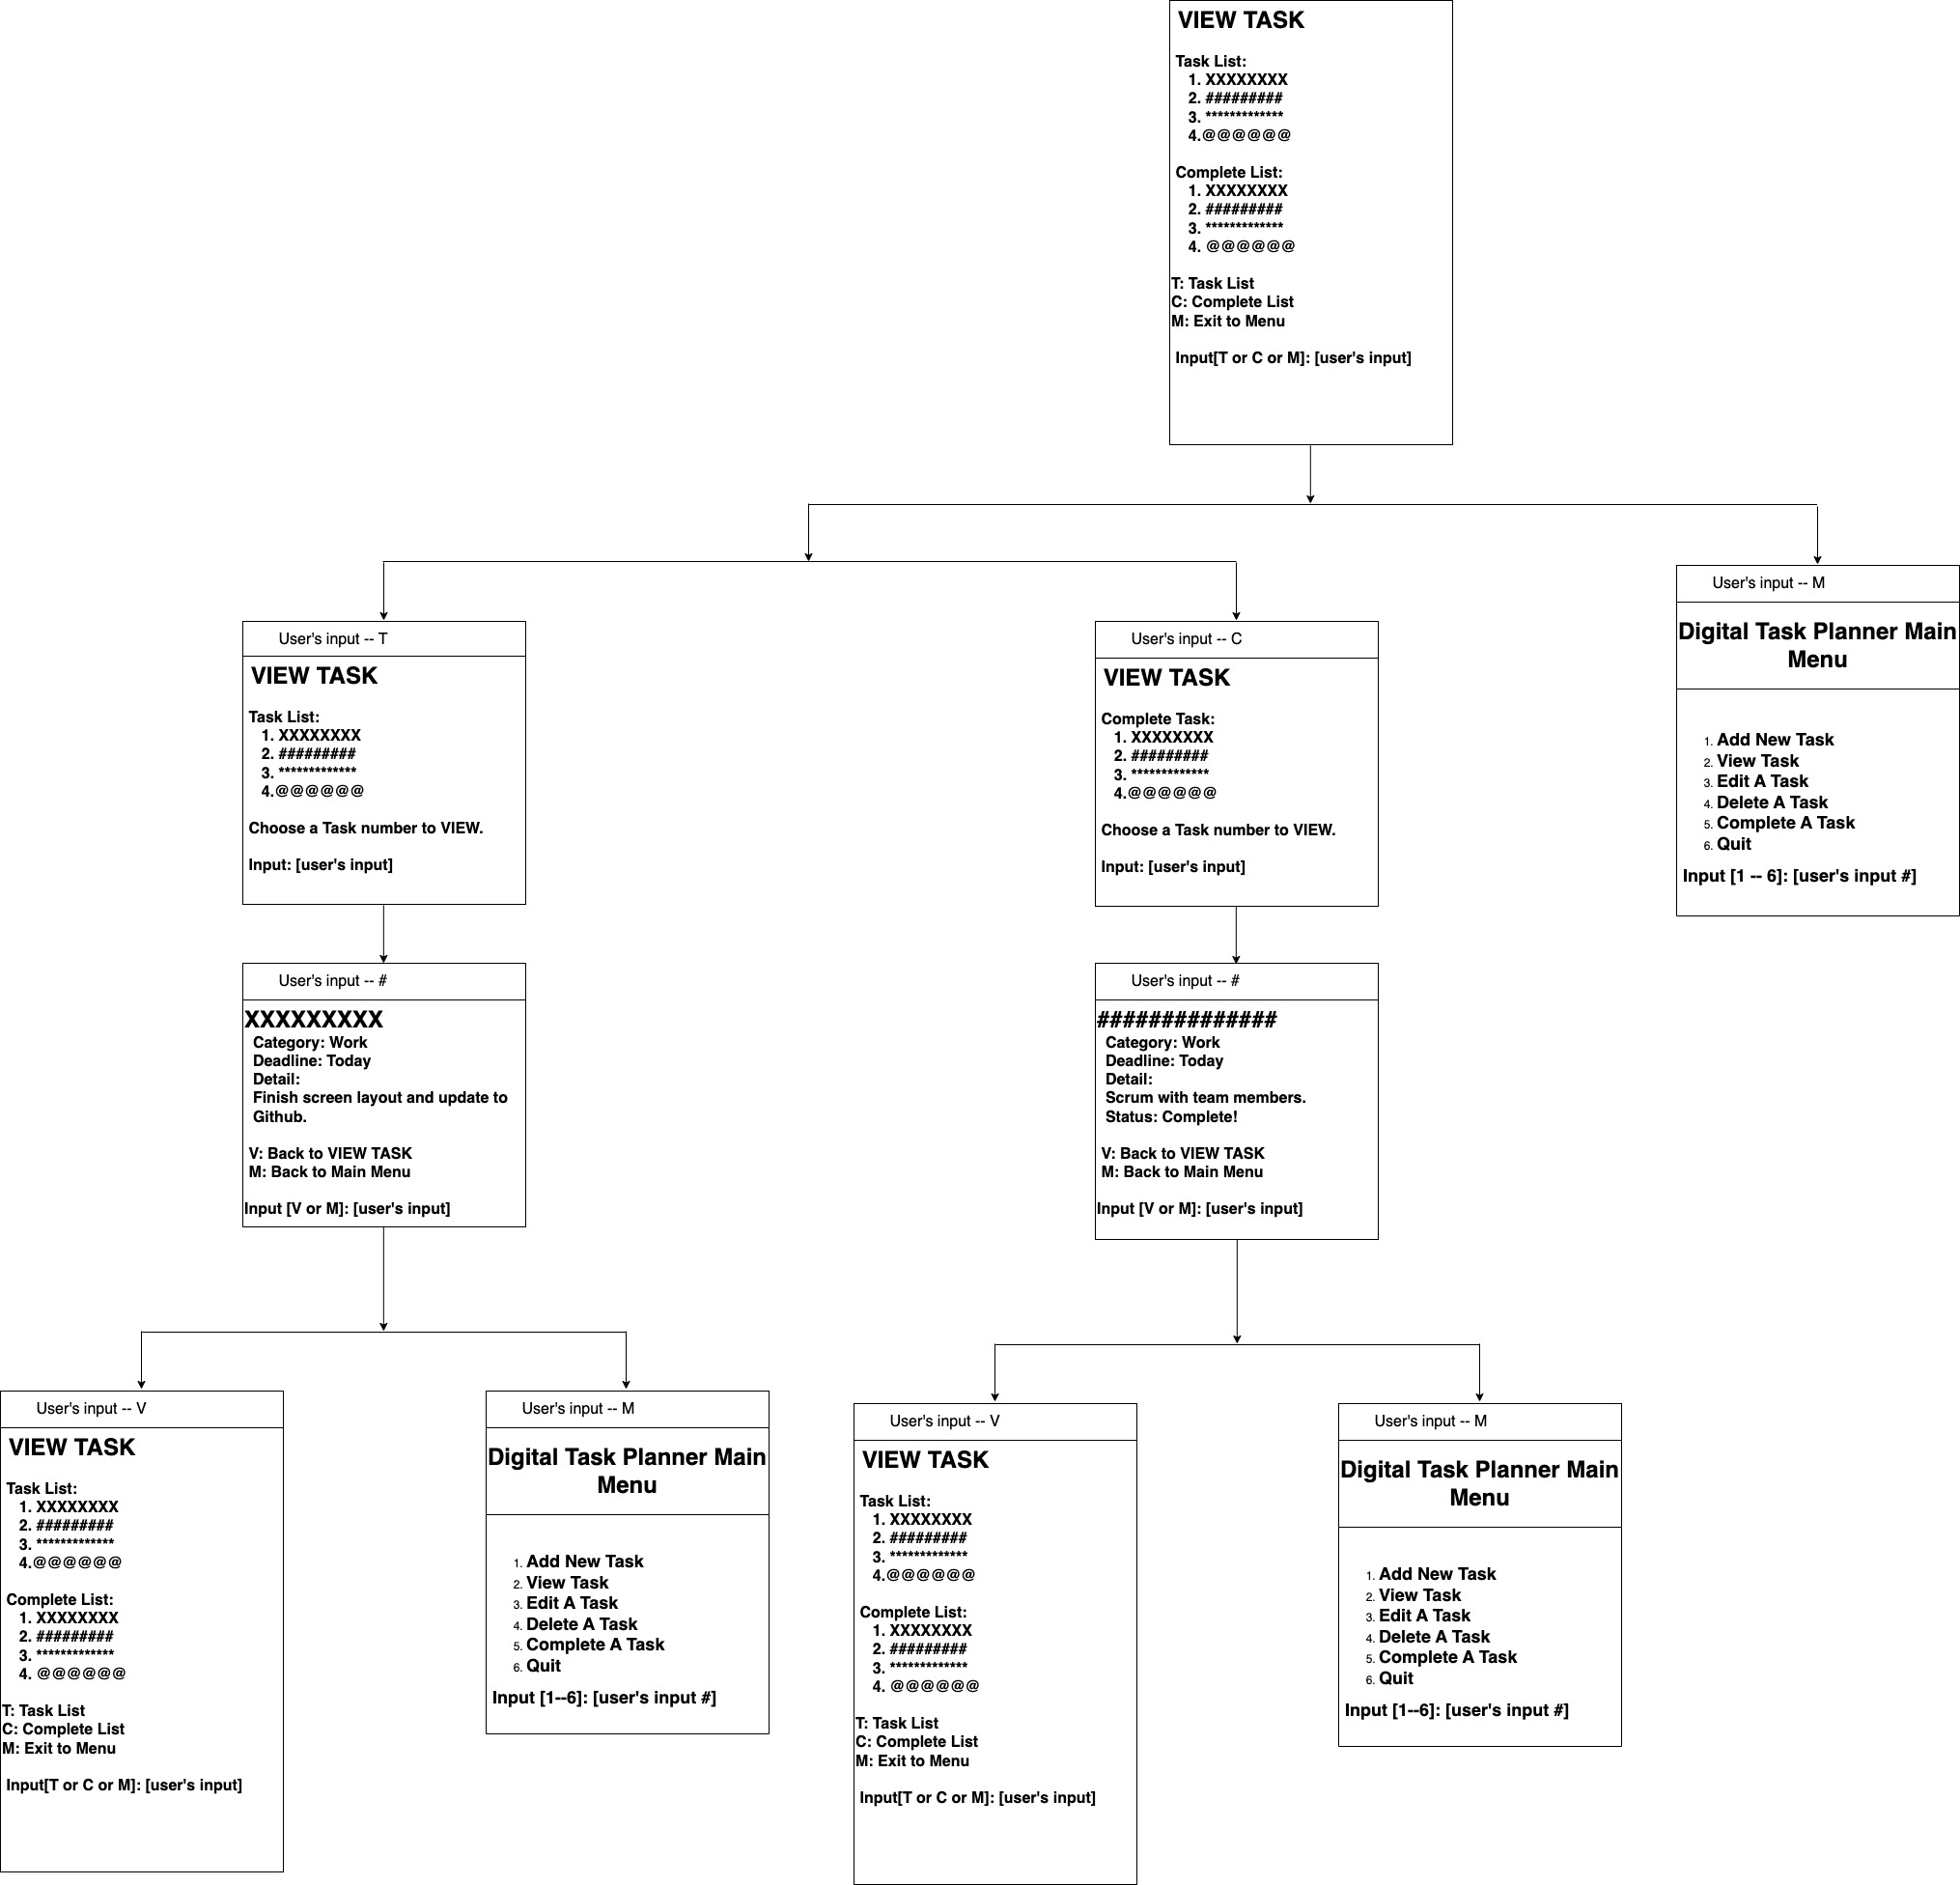 VIEW TASK
Task List:
1. XXXXXXXX
2. #########
3. *************
4.@@@@@@
Complete List:
1. XXXXXXXX
2. #########
3. *************
4. @@@@@@
T: Task List
C: Complete List
M: Exit to Menu
Input[T or C or M]: [user's input]
User's input -- T
VIEW TASK
Task List:
1. XXXXXXXX
2. #########
3. *************
4.@@@@@@
Choose a Task number to VIEW.
Input: [user's input]
User's input -- C
VIEW TASK
Complete Task:
1. XXXXXXXX
2. #########
3. *************
4.@@@@@@
Choose a Task number to VIEW.
Input: [user's input]
User's input -- M
Digital Task Planner Main
Menu
1. Add New Task
2. View Task
3. Edit A Task
4. Delete A Task
5. Complete A Task
6. Quit
Input [1 -- 6]: [user's input #]
User's input -- #
XXXXXXXXX
Category: Work
Deadline: Today
Detail:
Finish screen layout and update to
Github.
V: Back to VIEW TASK
M: Back to Main Menu
Input [V or M]: [user's input]
User's input -- #
##############
Category: Work
Deadline: Today
Detail:
Scrum with team members.
Status: Complete!
V: Back to VIEW TASK
M: Back to Main Menu
Input [V or M]: [user's input]
User's input -- V
VIEW TASK
Task List:
1. XXXXXXXX
2. #########
3. *************
4.@@@@@@
Complete List:
1. XXXXXXXX
2. #########
3. *************
4. @@@@@@
T: Task List
C: Complete List
M: Exit to Menu
Input[T or C or M]: [user's input]
User's input -- M
Digital Task Planner Main
Menu
1. Add New Task
2. View Task
3. Edit A Task
4. Delete A Task
5. Complete A Task
6. Quit
Input [1--6]: [user's input #]
User's input -- V
VIEW TASK
Task List:
1. XXXXXXXX
2. #########
3. *************
4.@@@@@@
Complete List:
1. XXXXXXXX
2. #########
3. *************
4. @@@@@@
T: Task List
C: Complete List
M: Exit to Menu
Input[T or C or M]: [user's input]
User's input -- M
Digital Task Planner Main
Menu
1. Add New Task
2. View Task
3. Edit A Task
4. Delete A Task
5. Complete A Task
6. Quit
Input [1--6]: [user's input #]